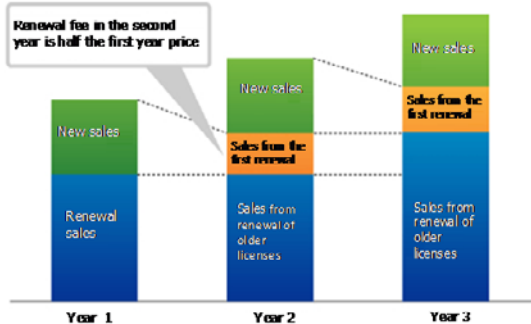 Renewal fee in the second
year is half the first year price
New sales
Renewal
sales
New sales
Sales from the
first renewal
Sales from
renewal of
older
licenses
New sales
Sales from the
first renewal
Sales from
renewal of
older
licenses
Year 1
Year 2
Year 3